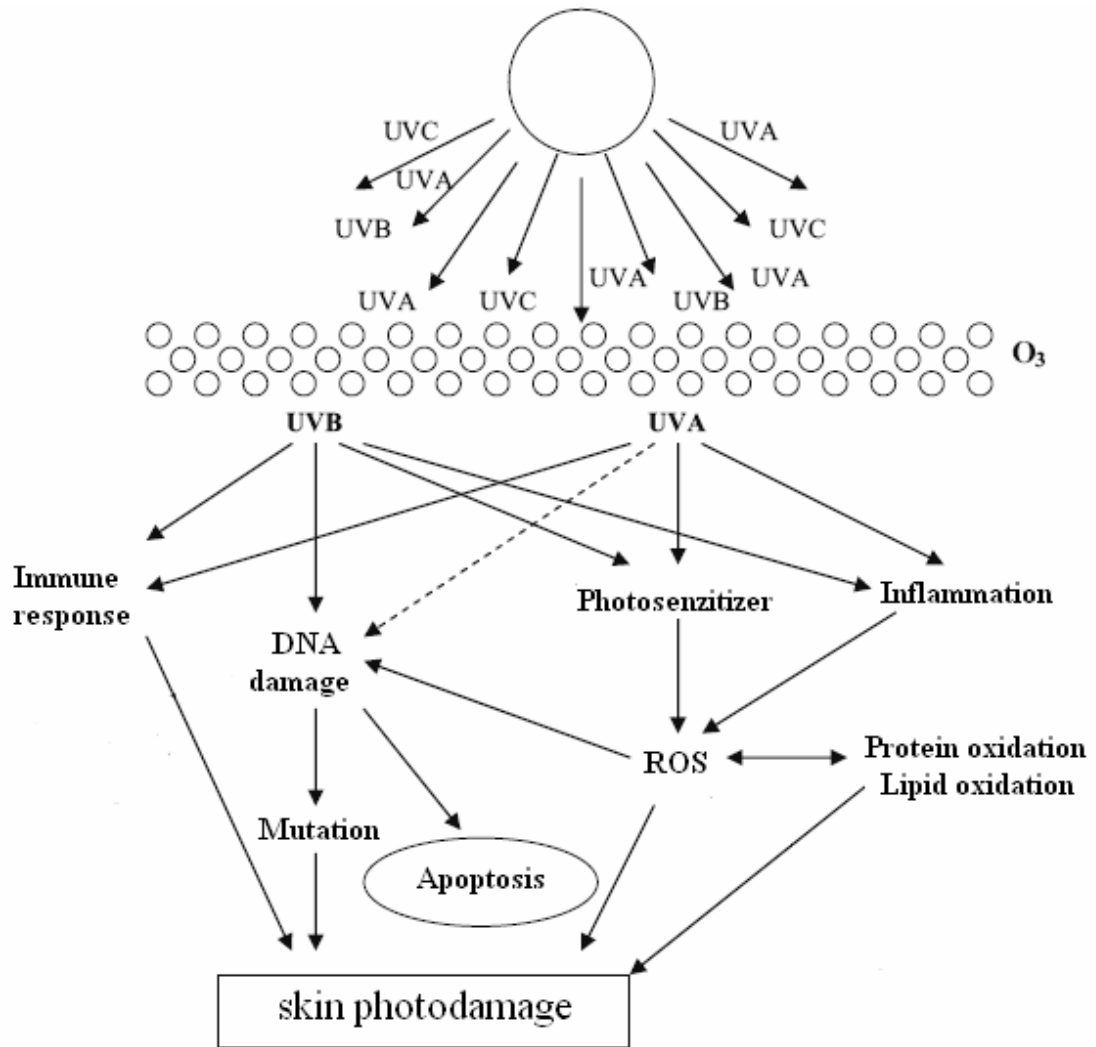 UVC
UVA
UVA
UVB
UVC
UVA
UVC
UVA
UVB
UVA
O₃
UVB
UVA
Immune
response
Photosenzitizer
Inflammation
DNA
damage
ROS
Protein oxidation
Lipid oxidation
Mutation
Apoptosis
skin photodamage